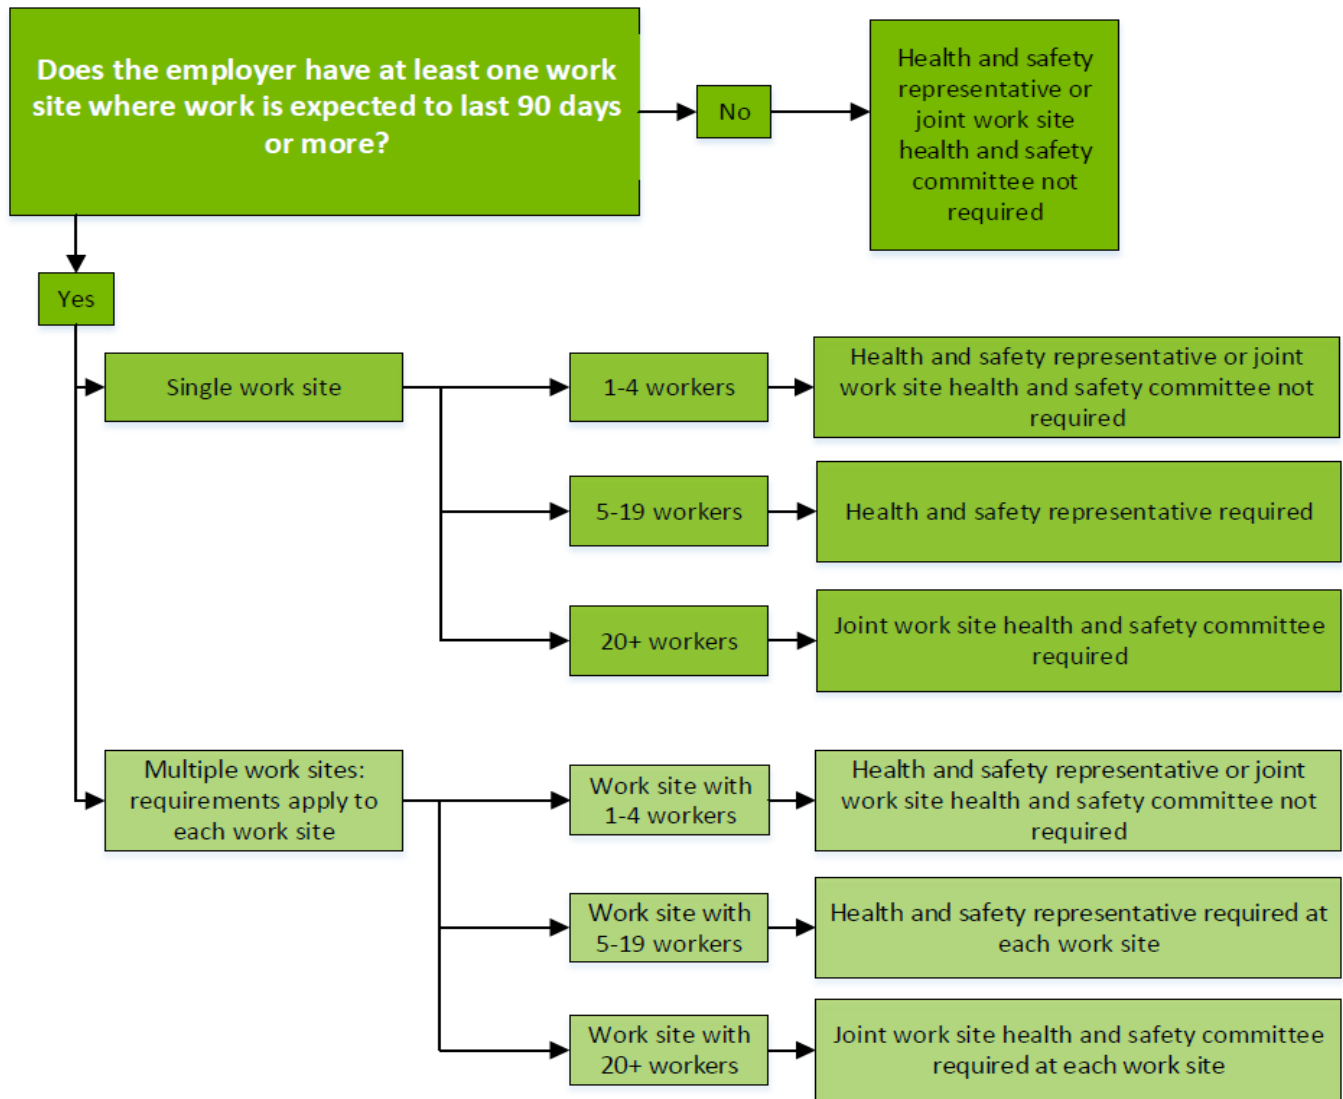 Does the employer have at least one work
site where work is expected to last 90 days
or more?
No
Health and safety
representative or
joint work site
health and safety
committee not
required
Yes
Single work site
1-4 workers
Health and safety representative or joint
work site health and safety committee not
required
5-19 workers
Health and safety representative required
20+ workers
Joint work site health and safety committee
required
Multiple work sites:
requirements apply to
each work site
Work site with
1-4 workers
Health and safety representative or joint
work site health and safety committee not
required
Work site with
5-19 workers
Health and safety representative required at
each work site
Work site with
20+ workers
Joint work site health and safety committee
required at each work site